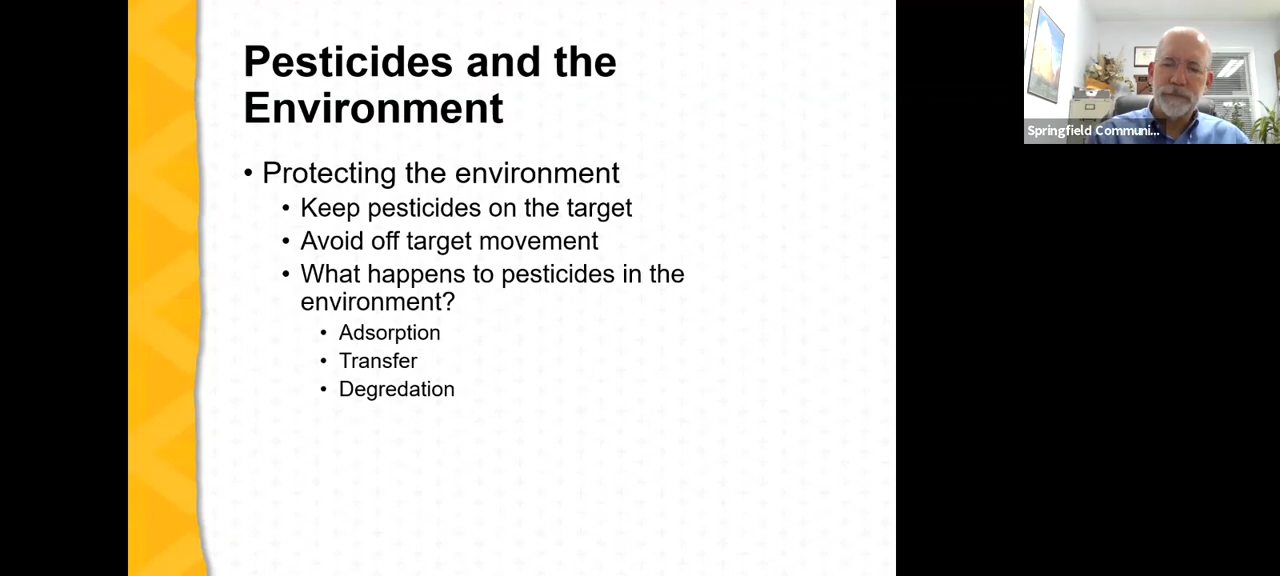 Pesticides and the
Environment
• Protecting the environment
• Keep pesticides on the target
• Avoid off target movement
• What happens to pesticides in the
environment?
• Adsorption
• Transfer
• Degredation
Springfield Communi...